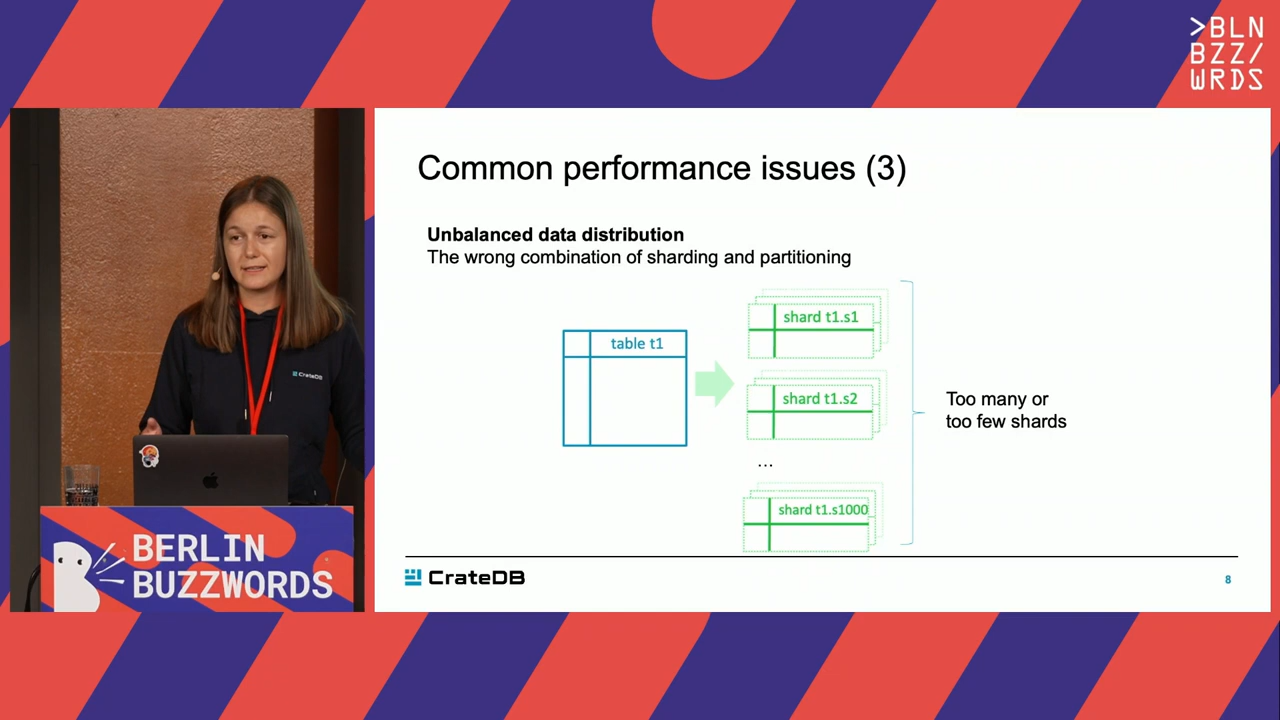 >BLN
BZZ/
WRDS
Common performance issues (3)
Unbalanced data distribution
The wrong combination of sharding and partitioning
table t1
shard t1.s1
shard t1.s2
...
shard t1.s1000
Too many or
too few shards
CrateDB
8
CrateDB
BERLIN
BUZZWORDS